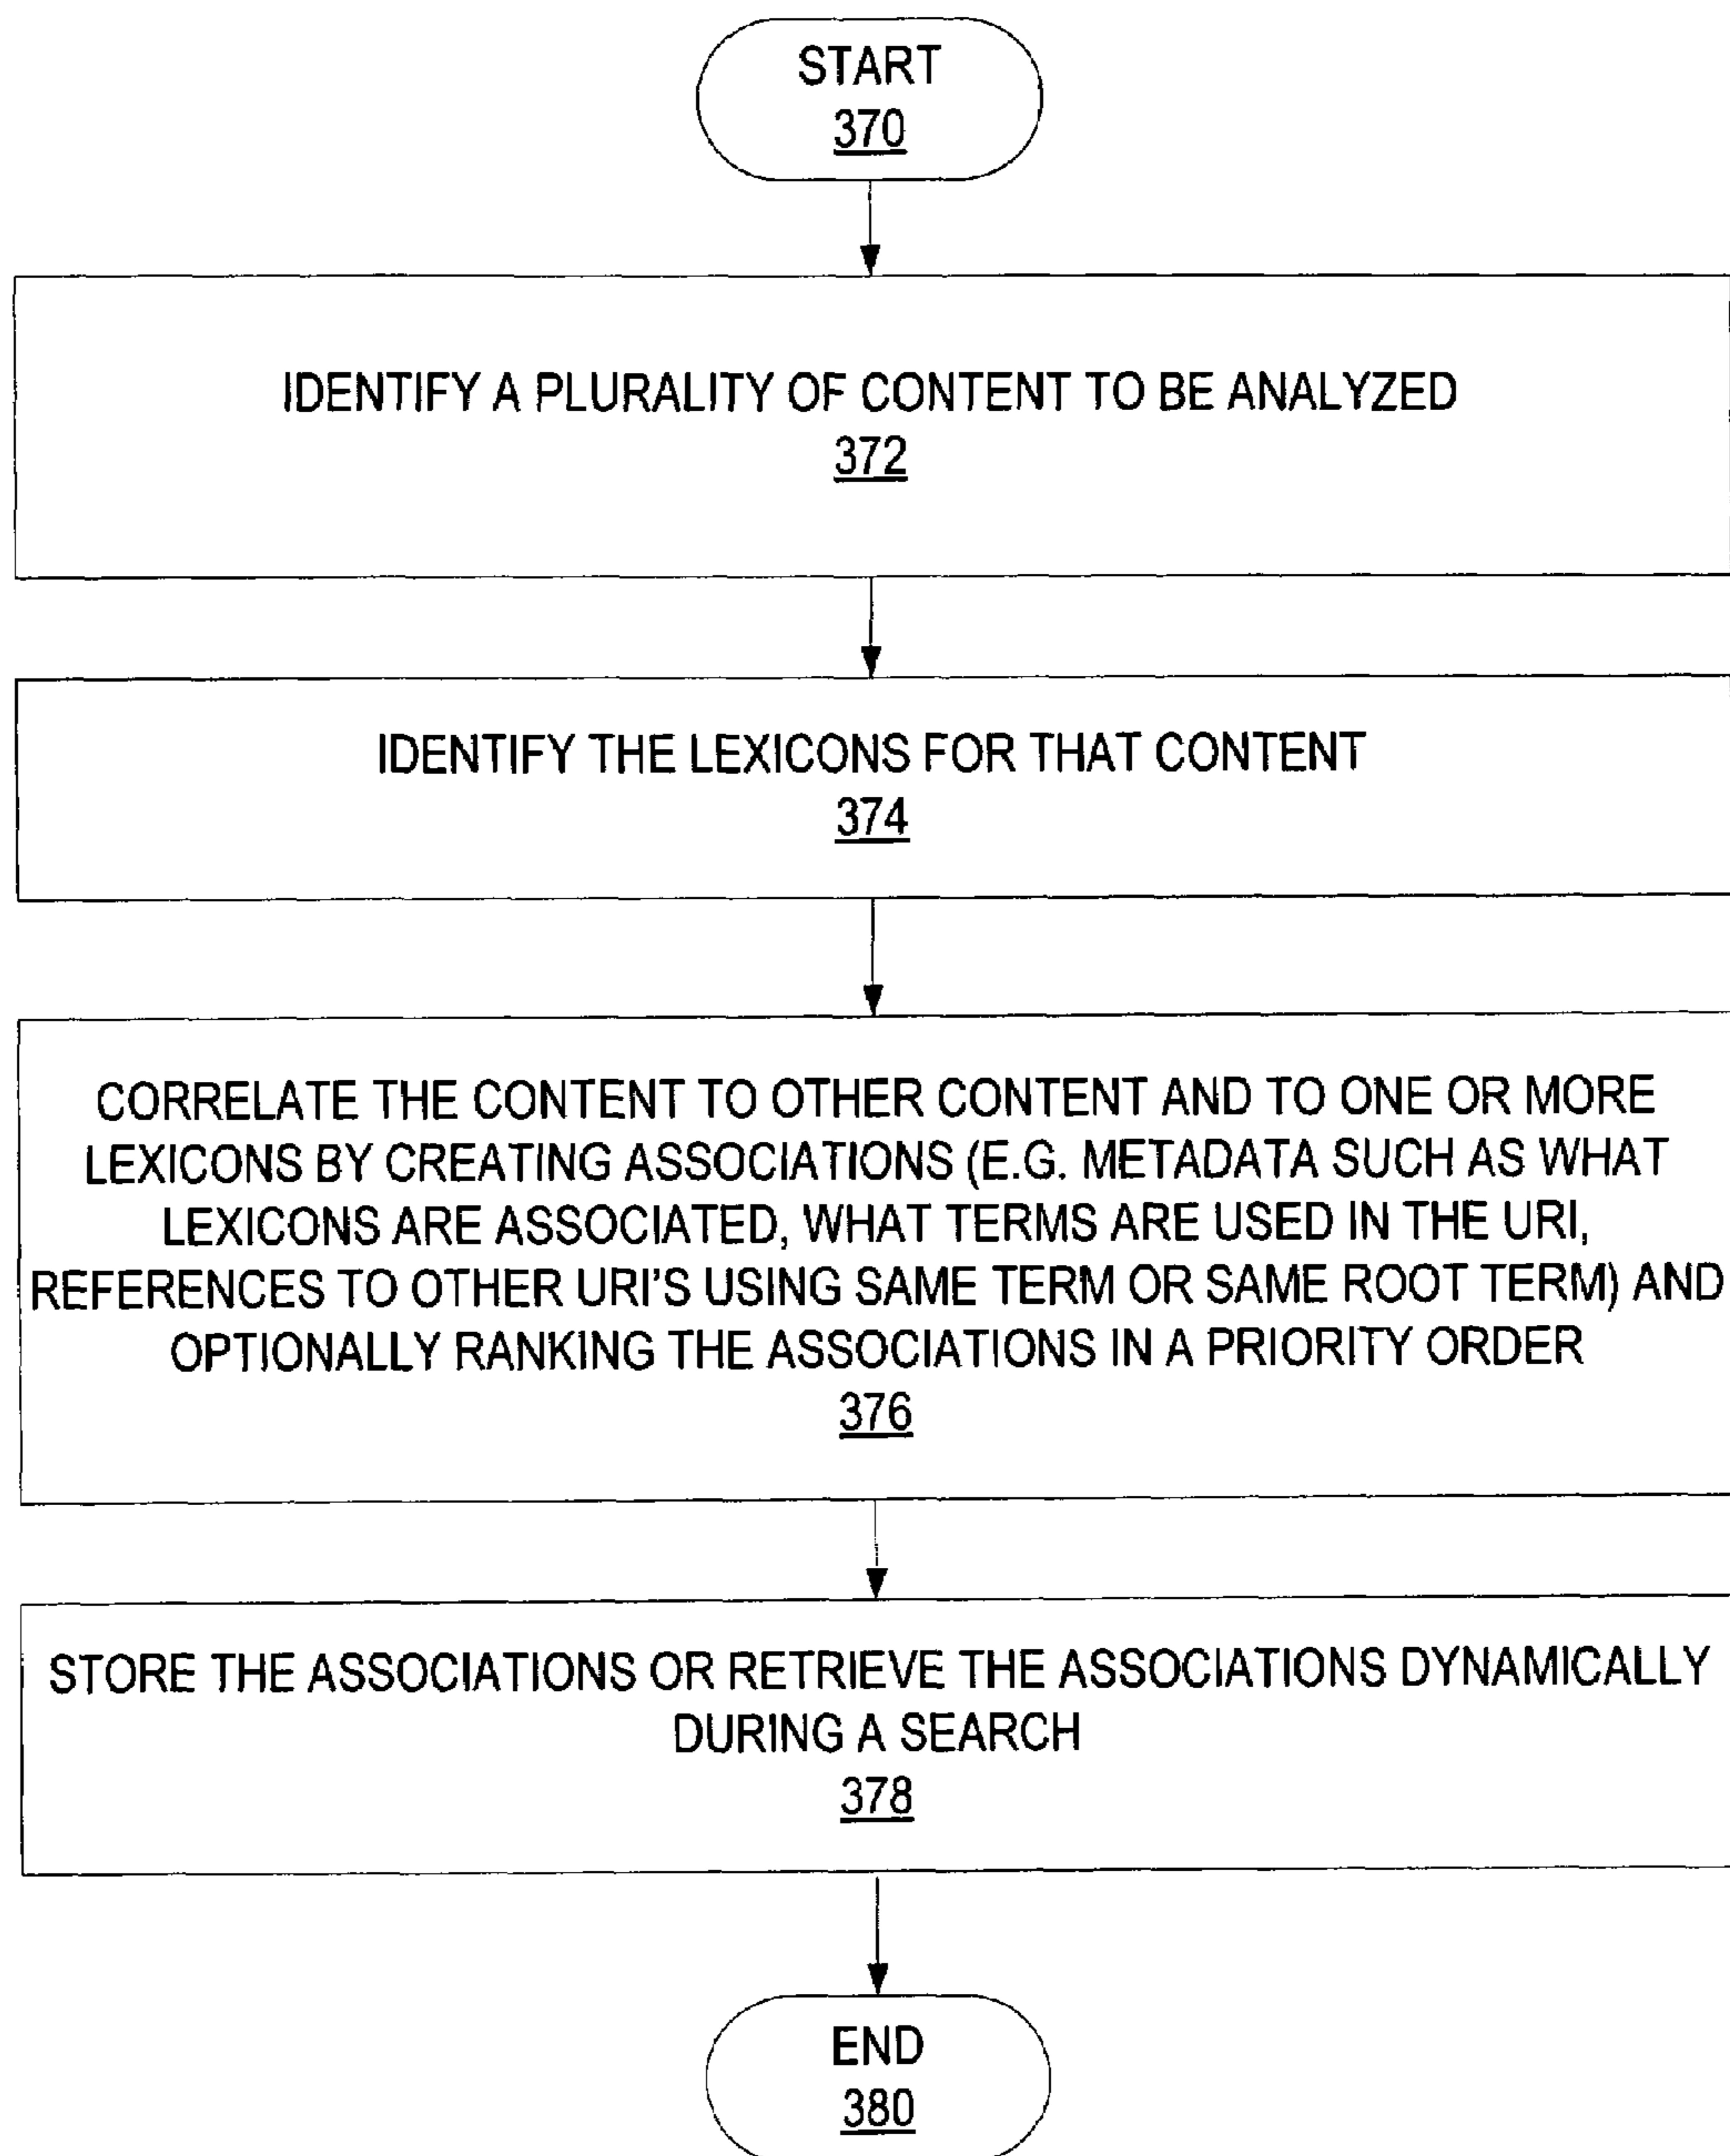 START
370
IDENTIFY A PLURALITY OF CONTENT TO BE ANALYZED
372
IDENTIFY THE LEXICONS FOR THAT CONTENT
374
CORRELATE THE CONTENT TO OTHER CONTENT AND TO ONE OR MORE
LEXICONS BY CREATING ASSOCIATIONS (E.G. METADATA SUCH AS WHAT
LEXICONS ARE ASSOCIATED, WHAT TERMS ARE USED IN THE URI,
REFERENCES TO OTHER URI'S USING SAME TERM OR SAME ROOT TERM) AND
OPTIONALLY RANKING THE ASSOCIATIONS IN A PRIORITY ORDER
376
STORE THE ASSOCIATIONS OR RETRIEVE THE ASSOCIATIONS DYNAMICALLY
DURING A SEARCH
378
END
380